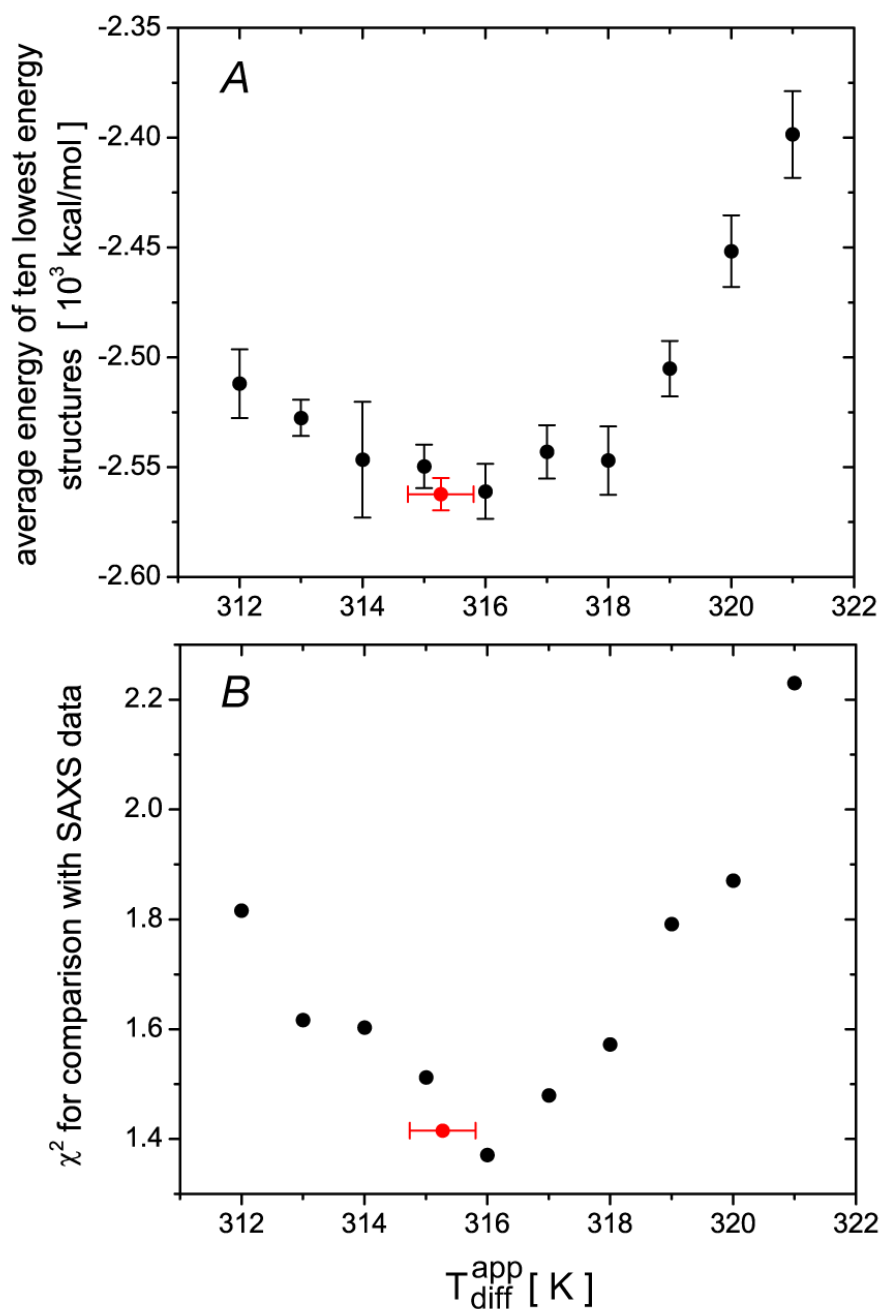 A
average energy of ten lowest energy
structures [ 10³ kcal/mol]
-2.35
-2.40
-2.45
-2.50
-2.55
-2.60
312 314 316 318 320 322
B
χ² for comparison with SAXS data
2.2
2.0
1.8
1.6
1.4
312 314 316 318 320 322
T_diff^app [ K ]